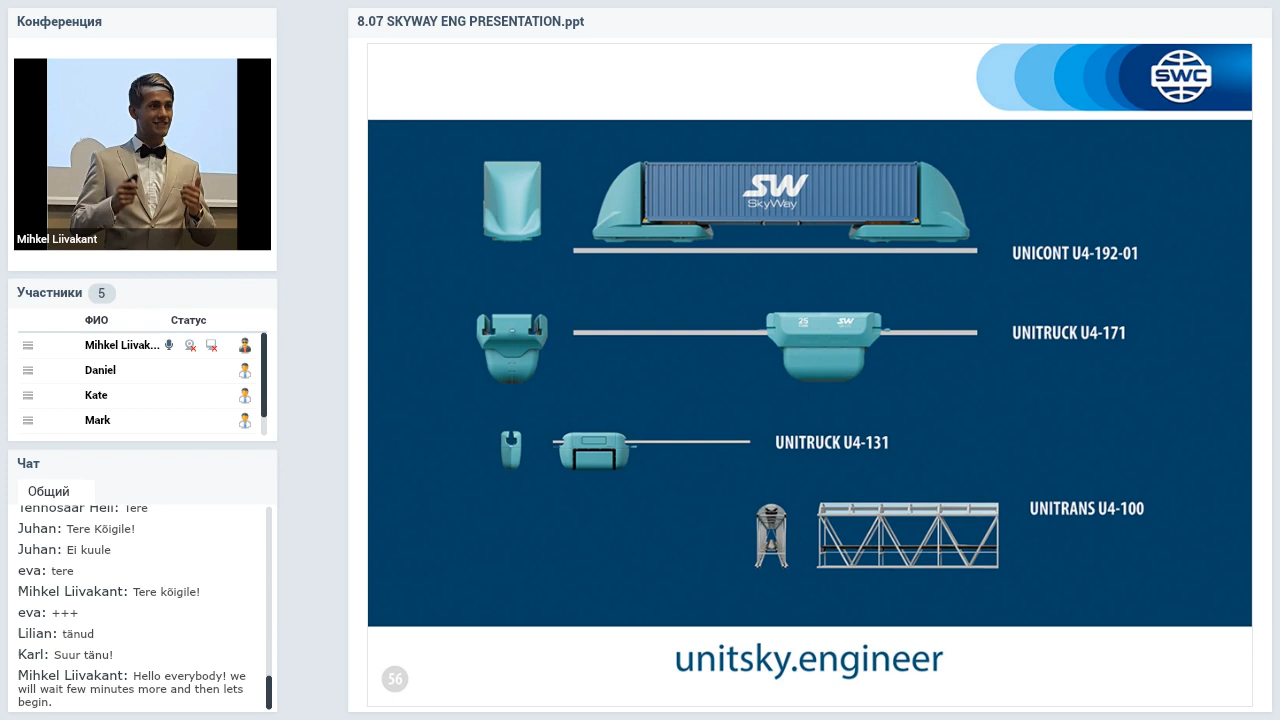 Конференция
Mihkel Liivakant
Участники 5
ФИО Статус
Mihkel Liivak...
Daniel
Kate
Mark
Чат
Общий
Tennosaar Heli: Tere
Juhan: Tere Kõigile!
Juhan: Ei kuule
eva: tere
Mihkel Liivakant: Tere kõigile!
eva: +++
Lilian: tänud
Karl: Suur tänu!
Mihkel Liivakant: Hello everybody! we
will wait few minutes more and then lets
begin.
8.07 SKYWAY ENG PRESENTATION.ppt
SWC
SW
SkyWay
UNICONT U4-192-01
25
SW
UNITRUCK U4-171
UNITRUCK U4-131
UNITRANS U4-100
unitsky.engineer
56